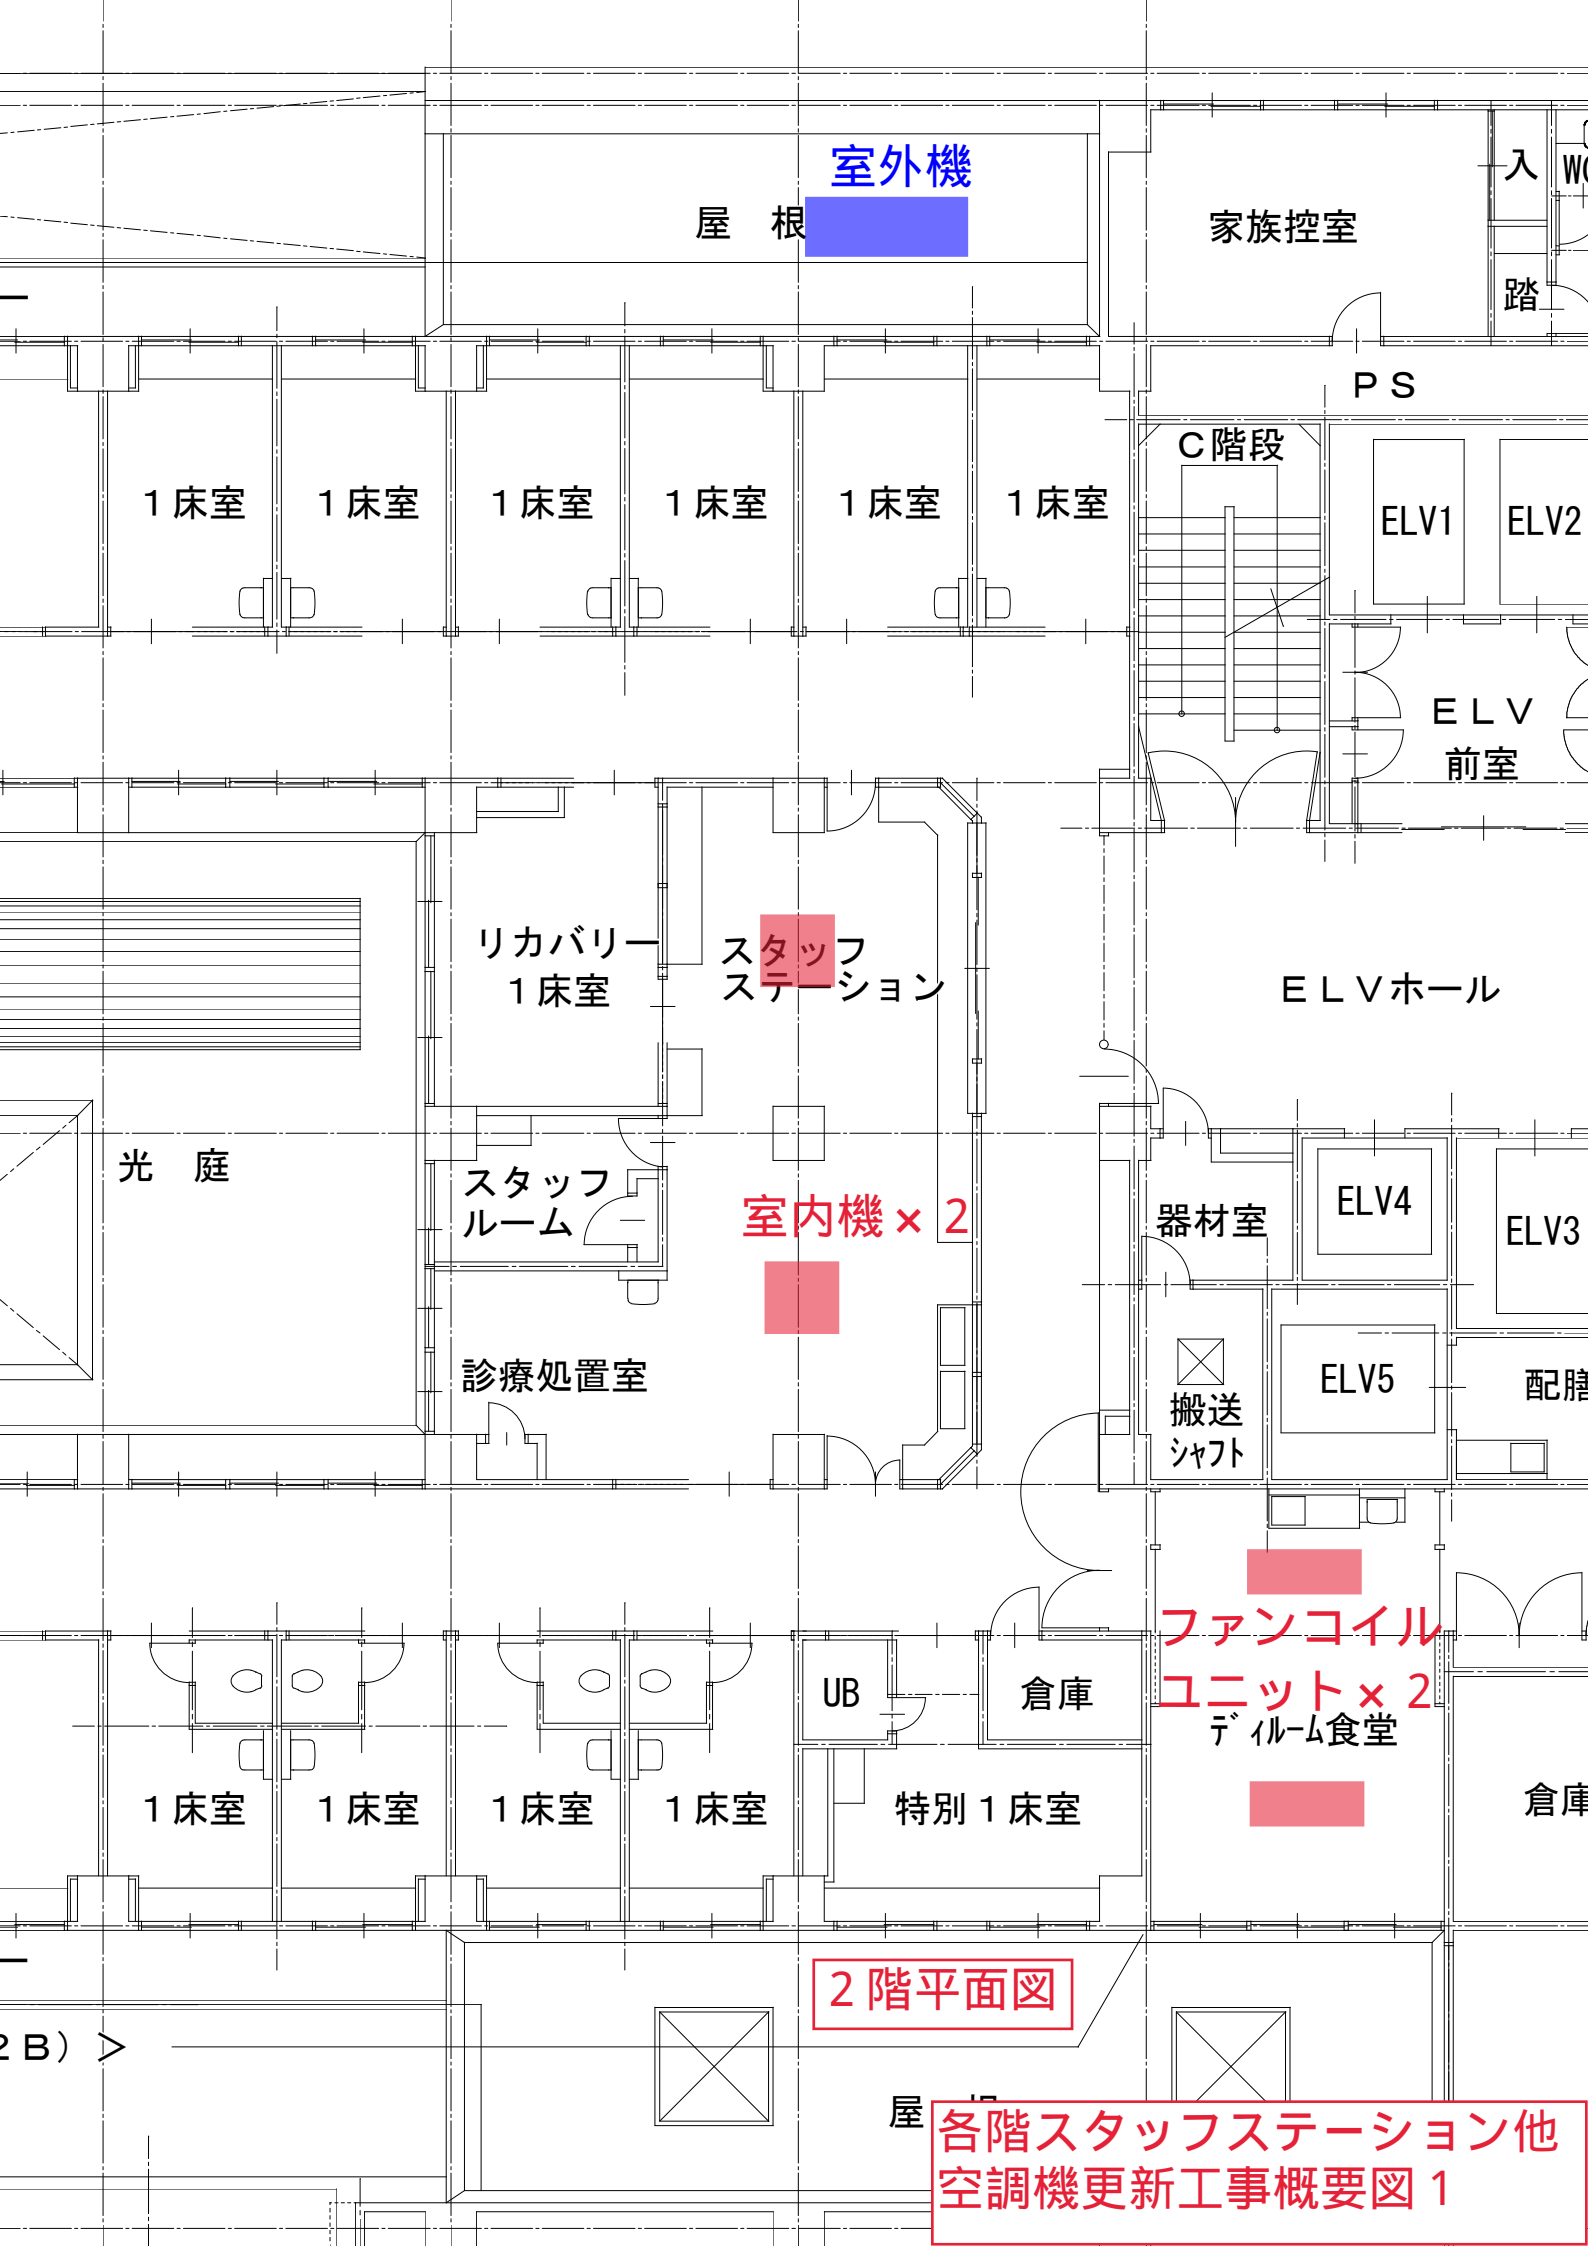 室外機
屋　根
家族控室
入
踏
ＰＳ
Ｃ階段
１床室
１床室
１床室
１床室
１床室
１床室
ELV1
ELV2
ＥＬＶ
前室
リカバリー
１床室
スタッフ
ステーション
ＥＬＶホール
光　庭
スタッフ
ルーム
室内機×２
器材室
ELV4
ELV3
診療処置室
搬送
シャフト
ELV5
配膳
ファンコイル
ユニット×２
ディルーム食堂
UB
倉庫
１床室
１床室
１床室
１床室
特別１床室
倉庫
２階平面図
２Ｂ）＞
屋
各階スタッフステーション他
空調機更新工事概要図１